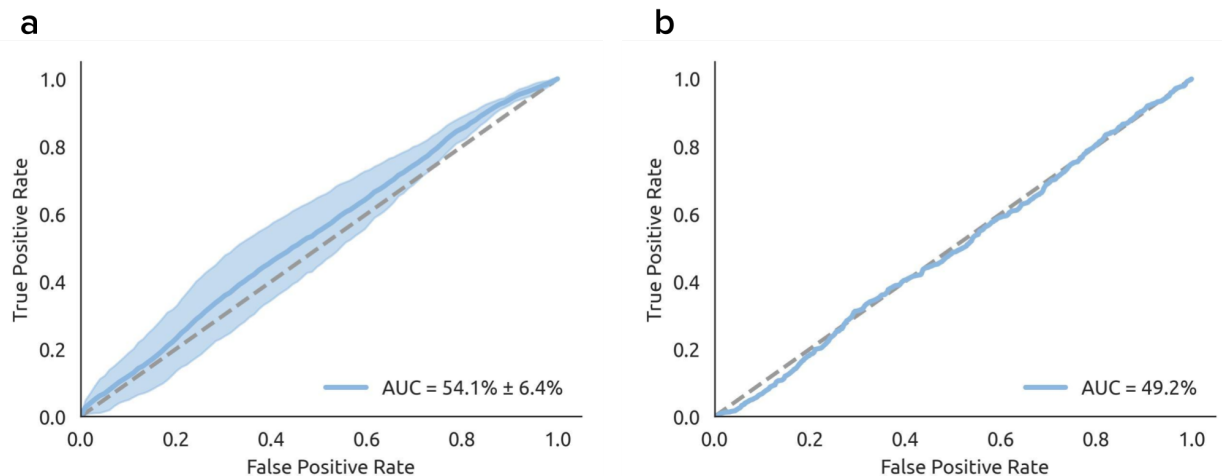 a
True Positive Rate
1.0
0.8
0.6
0.4
0.2
0.0
0.0 0.2 0.4 0.6 0.8 1.0
False Positive Rate
AUC = 54.1% ± 6.4%
b
True Positive Rate
1.0
0.8
0.6
0.4
0.2
0.0
0.0 0.2 0.4 0.6 0.8 1.0
False Positive Rate
AUC = 49.2%